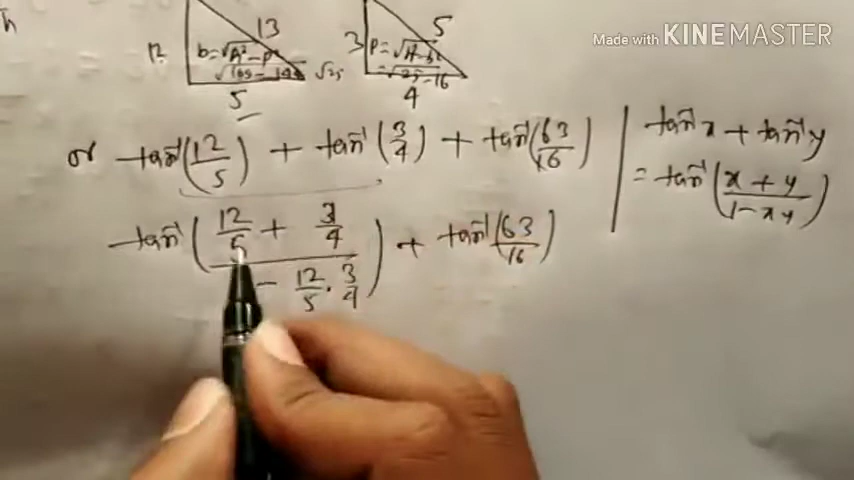 Made with KINEMASTER
13
12
b=√h²-p²
√169-144
√25
5
5
3
p=√h²-b²
=√25-16
4
or tan⁻¹(12/5) + tan⁻¹(3/4) + tan⁻¹(63/16)
tan⁻¹x + tan⁻¹y
= tan⁻¹(x + y/1-xy)
tan⁻¹(12/5 + 3/4 / - 12/5 . 3/4) + tan⁻¹(63/16)